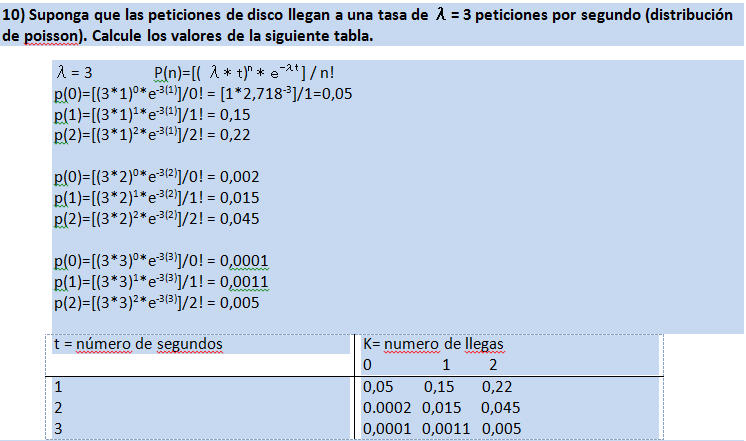 10) Suponga que las peticiones de disco llegan a una tasa de λ = 3 peticiones por segundo (distribución
de poisson). Calcule los valores de la siguiente tabla.
λ = 3 P(n)=[( λ * t)ⁿ * e⁻λᵗ] / n!
p(0)=[(3*1)⁰*e⁻³⁽¹⁾]/0! = [1*2,718⁻³]/1=0,05
p(1)=[(3*1)¹*e⁻³⁽¹⁾]/1! = 0,15
p(2)=[(3*1)²*e⁻³⁽¹⁾]/2! = 0,22
p(0)=[(3*2)⁰*e⁻³⁽²⁾]/0! = 0,002
p(1)=[(3*2)¹*e⁻³⁽²⁾]/1! = 0,015
p(2)=[(3*2)²*e⁻³⁽²⁾]/2! = 0,045
p(0)=[(3*3)⁰*e⁻³⁽³⁾]/0! = 0,0001
p(1)=[(3*3)¹*e⁻³⁽³⁾]/1! = 0,0011
p(2)=[(3*3)²*e⁻³⁽³⁾]/2! = 0,005
t = número de segundos K= numero de llegas
0 1 2
1 0,05 0,15 0,22
2 0.0002 0,015 0,045
3 0,0001 0,0011 0,005